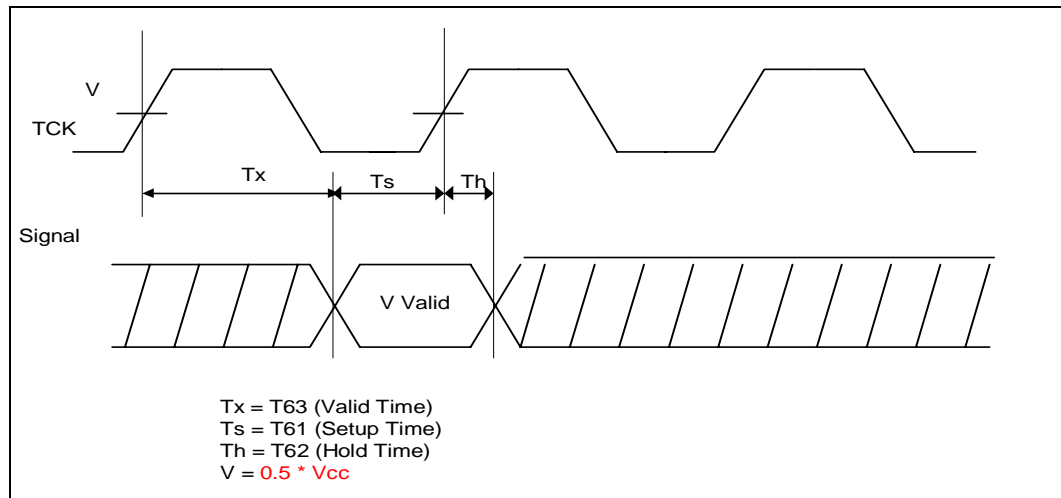 V
TCK
Tx
Ts
Th
Signal
V Valid
Tx = T63 (Valid Time)
Ts = T61 (Setup Time)
Th = T62 (Hold Time)
V = 0.5 * Vcc